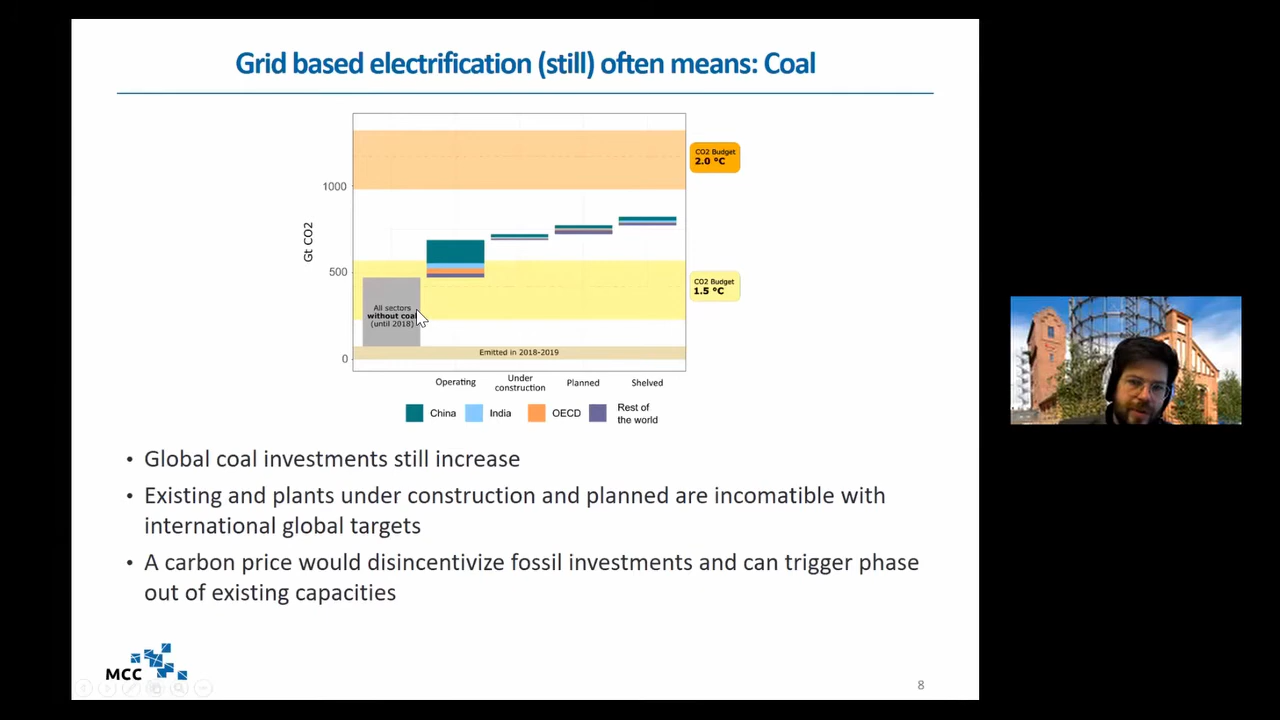 Grid based electrification (still) often means: Coal
CO2 Budget
2.0 °C
1000
Gt CO2
500
CO2 Budget
1.5 °C
All sectors
without coal
(until 2018)
0
Emitted in 2018-2019
Operating
Under
construction
Planned
Shelved
China
India
OECD
Rest of
the world
• Global coal investments still increase
• Existing and plants under construction and planned are incomatible with
international global targets
• A carbon price would disincentivize fossil investments and can trigger phase
out of existing capacities
MCC
8